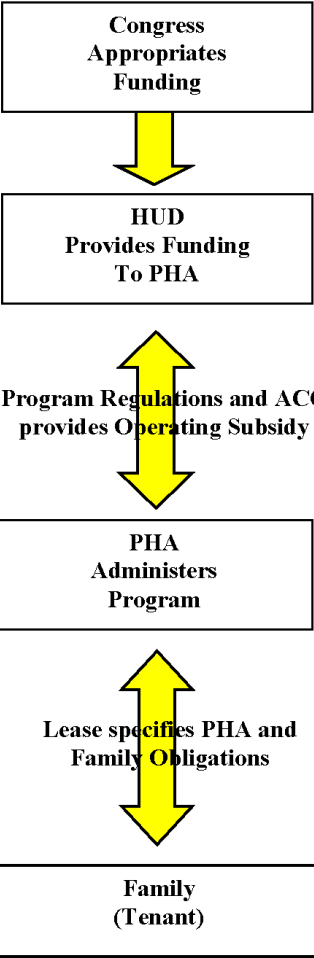 Congress
Appropriates
Funding
HUD
Provides Funding
To PHA
Program Regulations and ACC
provides Operating Subsidy
PHA
Administers
Program
Lease specifies PHA and
Family Obligations
Family
(Tenant)